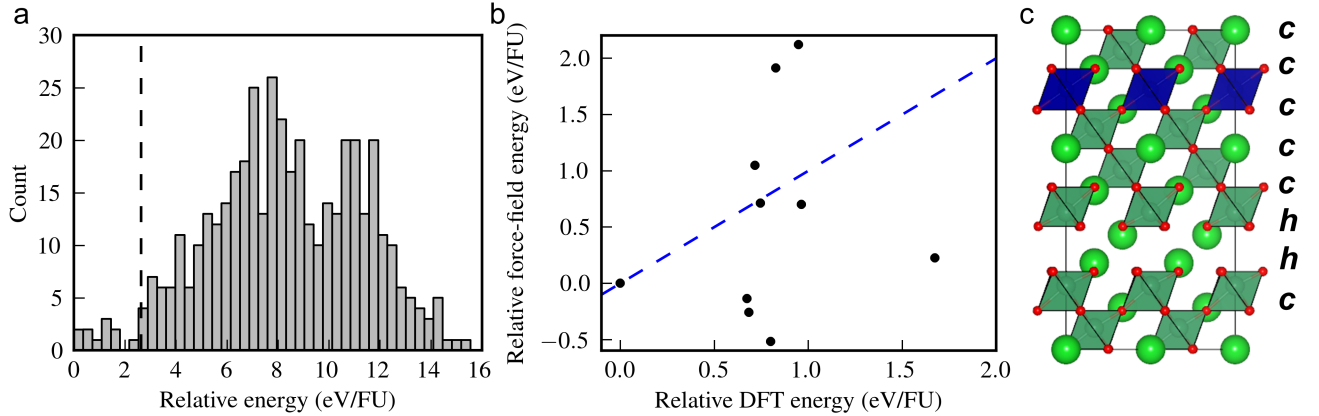 a
30
25
20
15
10
5
0
Count
0 2 4 6 8 10 12 14 16
Relative energy (eV/FU)
b
2.0
1.5
1.0
0.5
0.0
−0.5
Relative force-field energy (eV/FU)
0.0 0.5 1.0 1.5 2.0
Relative DFT energy (eV/FU)
c
c
c
c
c
c
h
h
c